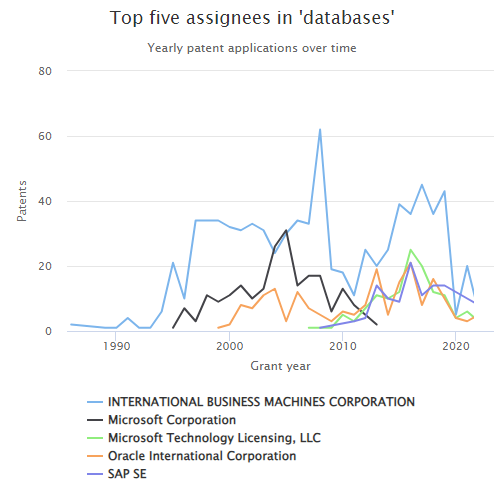 Top five assignees in 'databases'
Yearly patent applications over time
80
60
40
20
0
Patents
1990
2000
2010
2020
Grant year
INTERNATIONAL BUSINESS MACHINES CORPORATION
Microsoft Corporation
Microsoft Technology Licensing, LLC
Oracle International Corporation
SAP SE